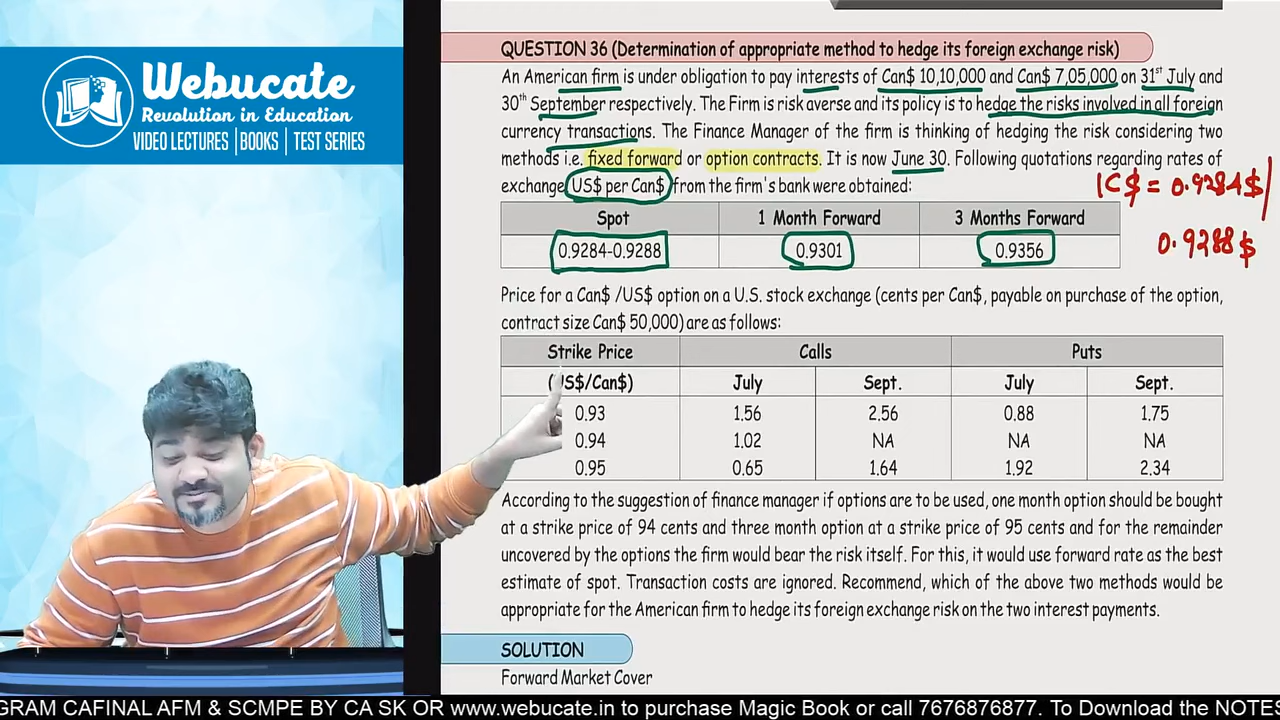 Webucate
Revolution in Education
VIDEO LECTURES | BOOKS | TEST SERIES
QUESTION 36 (Determination of appropriate method to hedge its foreign exchange risk)
An American firm is under obligation to pay interests of Can$ 10,10,000 and Can$ 7,05,000 on 31st July and
30th September respectively. The Firm is risk averse and its policy is to hedge the risks involved in all foreign
currency transactions. The Finance Manager of the firm is thinking of hedging the risk considering two
methods i.e. fixed forward or option contracts. It is now June 30. Following quotations regarding rates of
exchange US$ per Can$ from the firm's bank were obtained:
1C$ = 0.9284$/
0.9288$
Spot 1 Month Forward 3 Months Forward
0.9284-0.9288 0.9301 0.9356
Price for a Can$ /US$ option on a U.S. stock exchange (cents per Can$, payable on purchase of the option,
contract size Can$ 50,000) are as follows:
Strike Price Calls Puts
(US$/Can$) July Sept. July Sept.
0.93 1.56 2.56 0.88 1.75
0.94 1.02 NA NA NA
0.95 0.65 1.64 1.92 2.34
According to the suggestion of finance manager if options are to be used, one month option should be bought
at a strike price of 94 cents and three month option at a strike price of 95 cents and for the remainder
uncovered by the options the firm would bear the risk itself. For this, it would use forward rate as the best
estimate of spot. Transaction costs are ignored. Recommend, which of the above two methods would be
appropriate for the American firm to hedge its foreign exchange risk on the two interest payments.
SOLUTION
Forward Market Cover
GRAM CAFINAL AFM & SCMPE BY CA SK OR www.webucate.in to purchase Magic Book or call 7676876877. To Download the NOTES